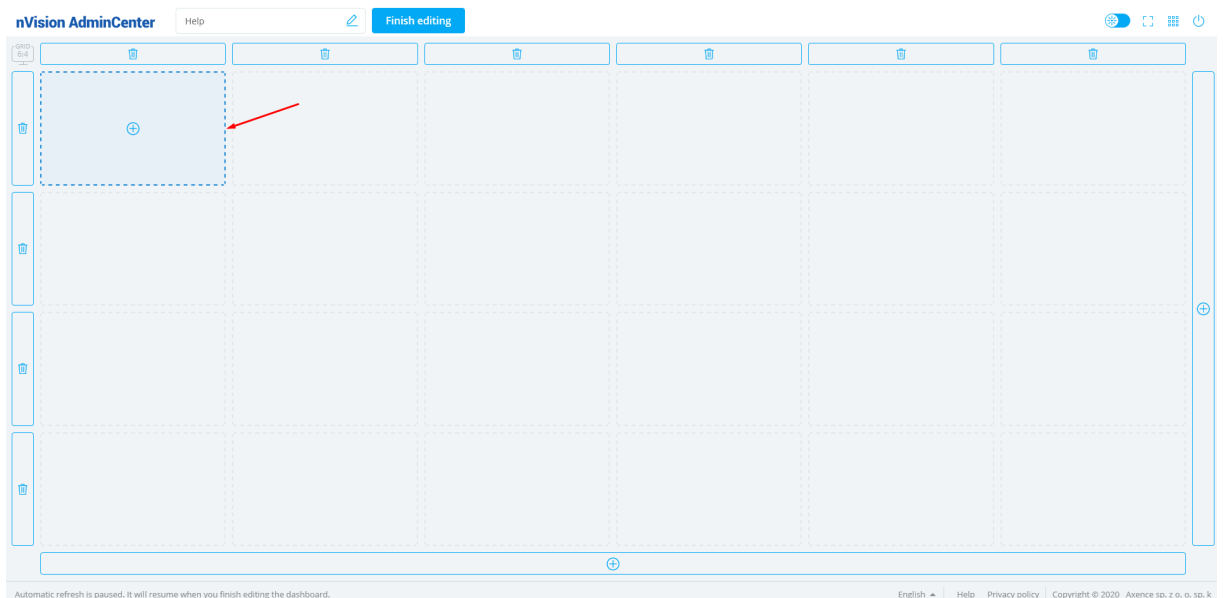 nVision AdminCenter
Help
Finish editing
GRID
6:4
Automatic refresh is paused. It will resume when you finish editing the dashboard.
English
Help
Privacy policy
Copyright © 2020 Axence sp. z o. o. sp. k